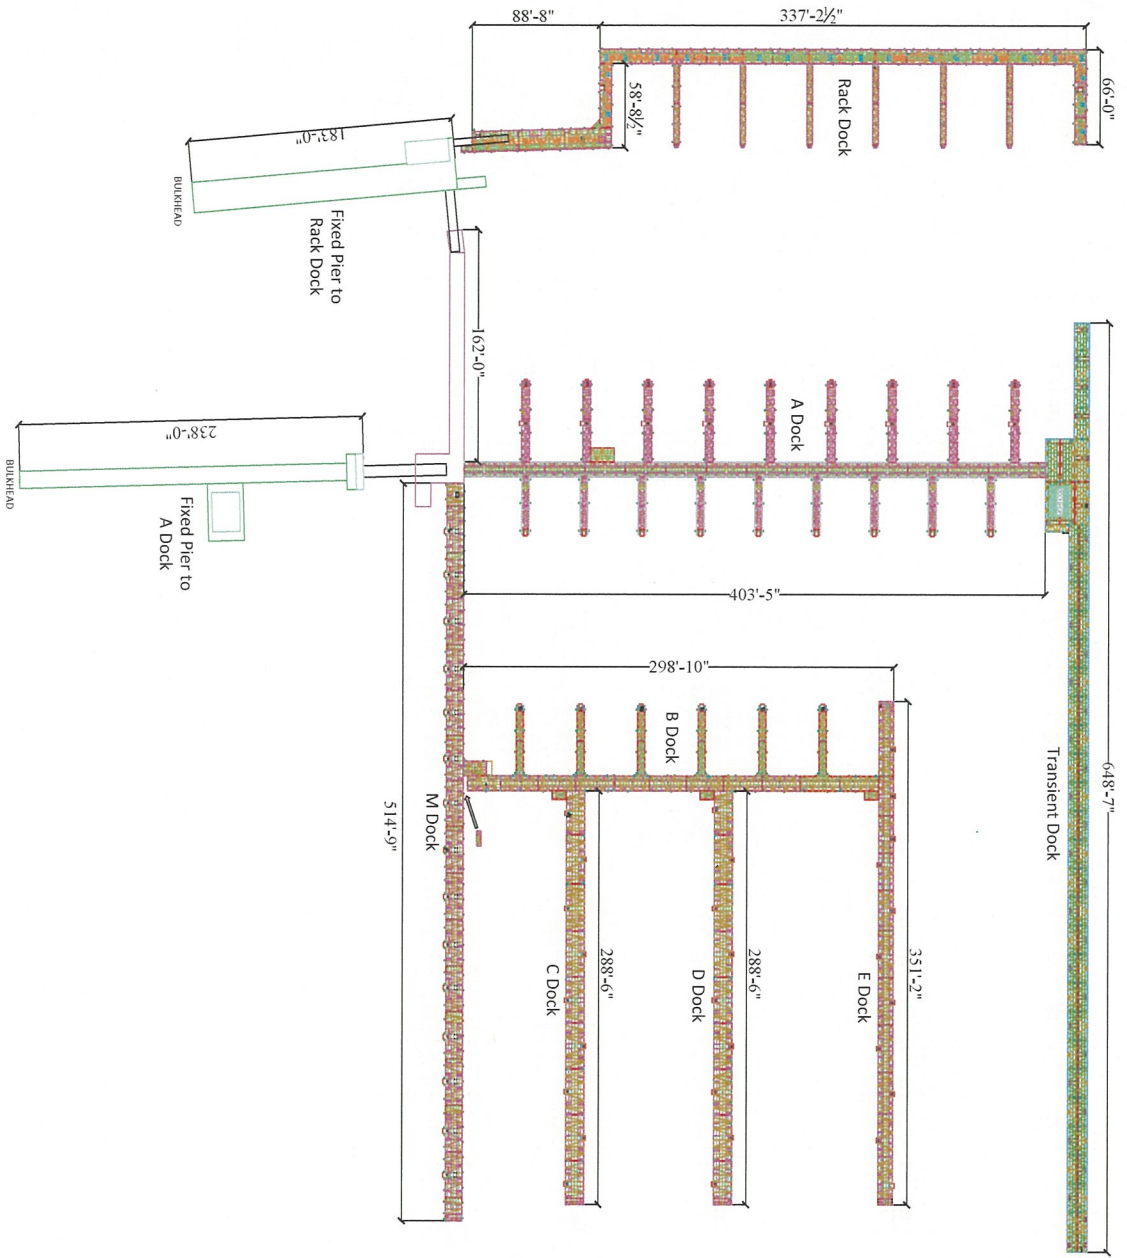 88'-8"
337'-2½"
66'-0"
58'-8½"
Rack Dock
183'-0"
BULKHEAD
Fixed Pier to
Rack Dock
162'-0"
A Dock
238'-0"
BULKHEAD
Fixed Pier to
A Dock
403'-5"
298'-10"
B Dock
Transient Dock
648'-7"
M Dock
514'-9"
C Dock
288'-6"
D Dock
288'-6"
E Dock
351'-2"